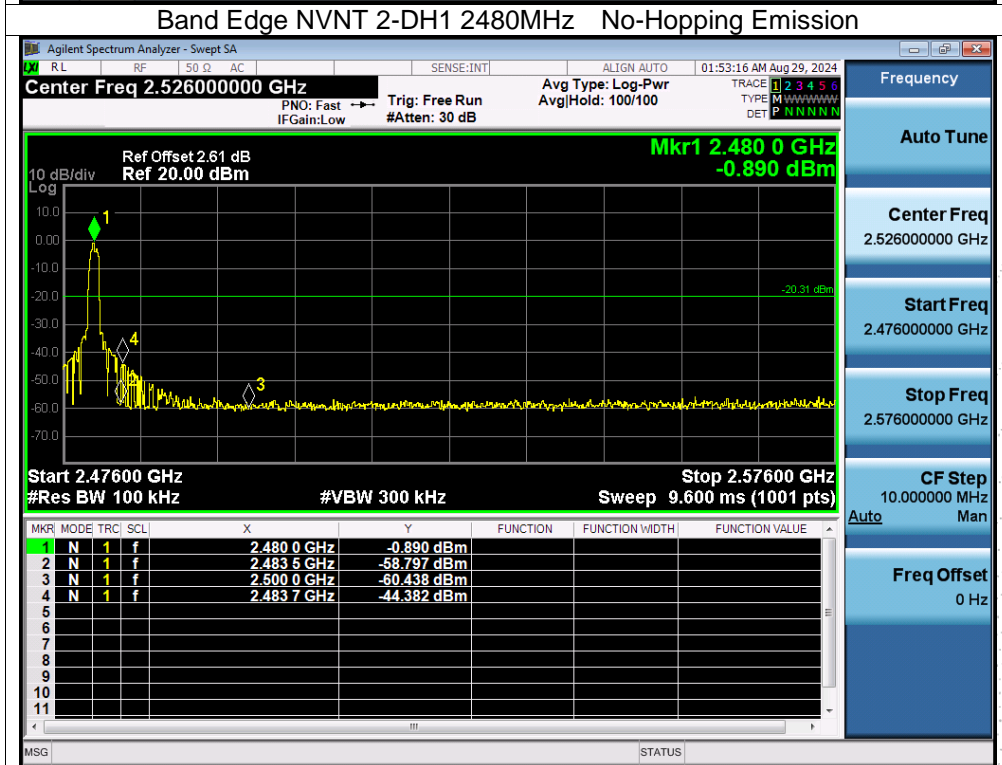 Band Edge NVNT 2-DH1 2480MHz No-Hopping Emission
Agilent Spectrum Analyzer - Swept SA
LXI RL RF 50 Ω AC SENSE:INT ALIGN AUTO 01:53:16 AM Aug 29, 2024
Center Freq 2.526000000 GHz
PNO: Fast
IFGain:Low
Trig: Free Run
#Atten: 30 dB
Avg Type: Log-Pwr
Avg|Hold: 100/100
TRACE 1 2 3 4 5 6
TYPE M WWWWW
DET P N N N N N
Frequency
Auto Tune
Center Freq
2.526000000 GHz
Start Freq
2.476000000 GHz
Stop Freq
2.576000000 GHz
CF Step
10.000000 MHz
Auto Man
Freq Offset
0 Hz
Mkr1 2.480 0 GHz
-0.890 dBm
Ref Offset 2.61 dB
10 dB/div Ref 20.00 dBm
Log
10.0
0.00
-10.0
-20.0
-30.0
-40.0
-50.0
-60.0
-70.0
1
4
2
3
-20.31 dBm
Start 2.47600 GHz Stop 2.57600 GHz
#Res BW 100 kHz #VBW 300 kHz Sweep 9.600 ms (1001 pts)
MKR MODE TRC SCL X Y FUNCTION FUNCTION WIDTH FUNCTION VALUE
1 N 1 f 2.480 0 GHz -0.890 dBm
2 N 1 f 2.483 5 GHz -58.797 dBm
3 N 1 f 2.500 0 GHz -60.438 dBm
4 N 1 f 2.483 7 GHz -44.382 dBm
5
6
7
8
9
10
11
MSG STATUS